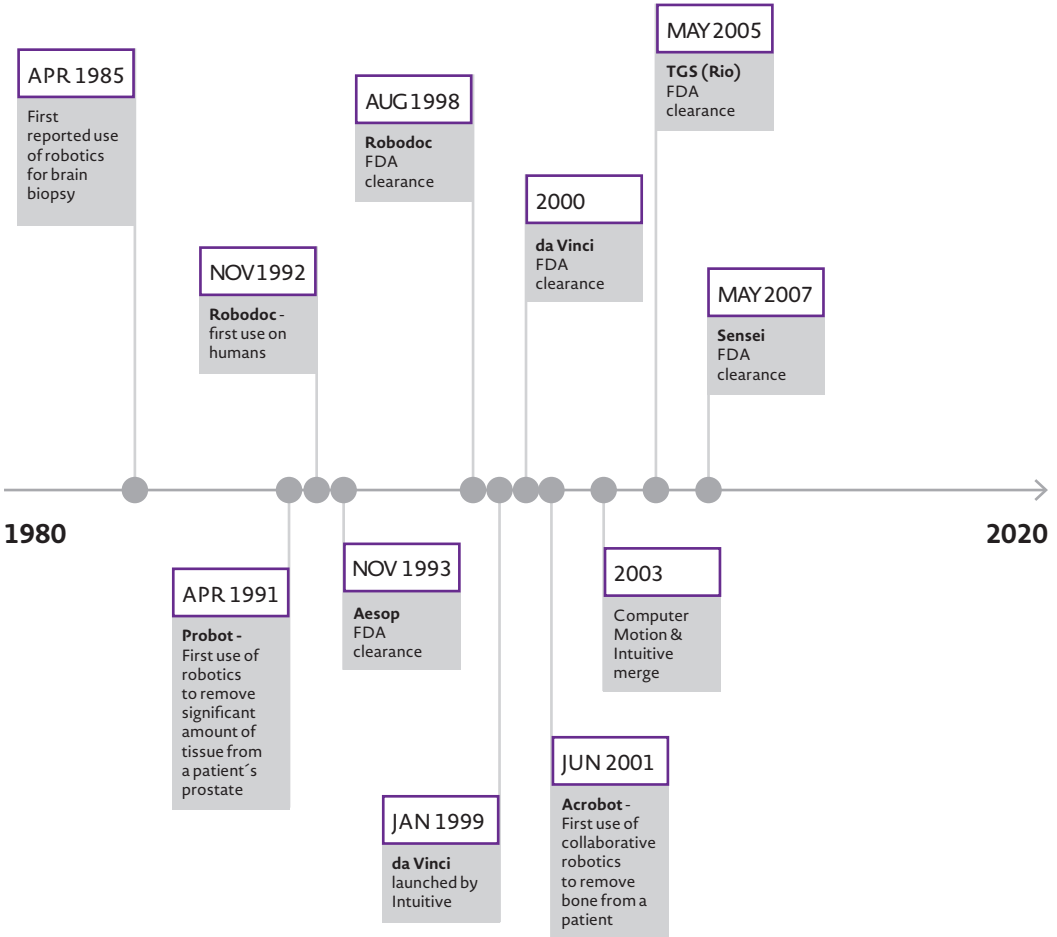 MAY 2005
TGS (Rio)
FDA
clearance
APR 1985
First
reported use
of robotics
for brain
biopsy
AUG 1998
Robodoc
FDA
clearance
2000
da Vinci
FDA
clearance
NOV 1992
Robodoc -
first use on
humans
MAY 2007
Sensei
FDA
clearance
1980
2020
APR 1991
Probot -
First use of
robotics
to remove
significant
amount of
tissue from
a patient´s
prostate
NOV 1993
Aesop
FDA
clearance
2003
Computer
Motion &
Intuitive
merge
JAN 1999
da Vinci
launched by
Intuitive
JUN 2001
Acrobot -
First use of
collaborative
robotics
to remove
bone from a
patient